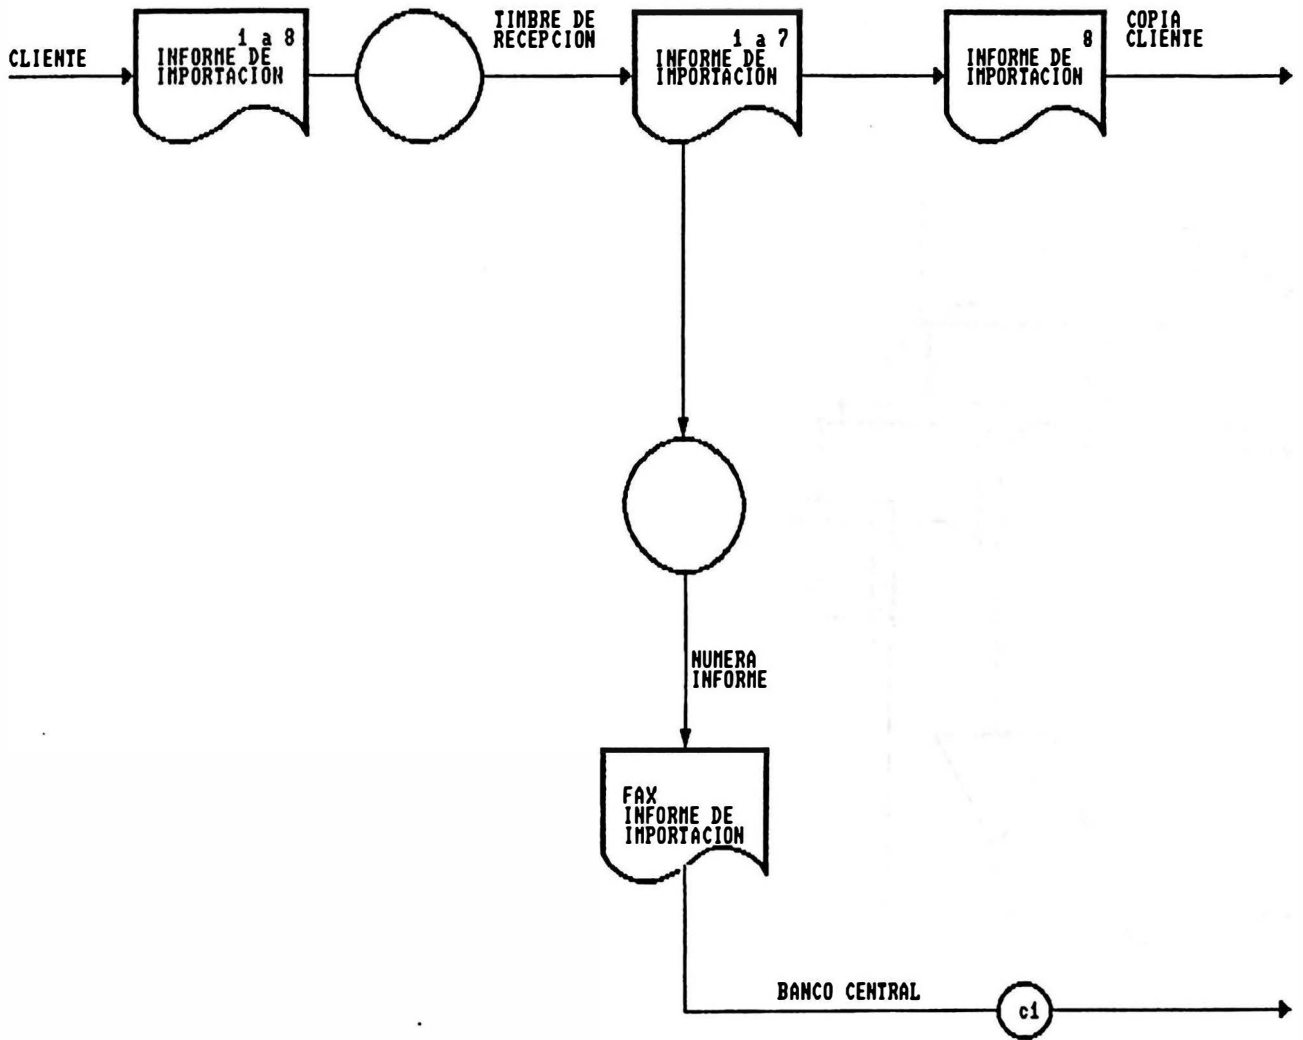 CLIENTE
1 a 8
INFORME DE
IMPORTACION
TIMBRE DE
RECEPCION
1 a 7
INFORME DE
IMPORTACION
8
INFORME DE
IMPORTACION
COPIA
CLIENTE
NUMERA
INFORME
FAX
INFORME DE
IMPORTACION
BANCO CENTRAL
c1